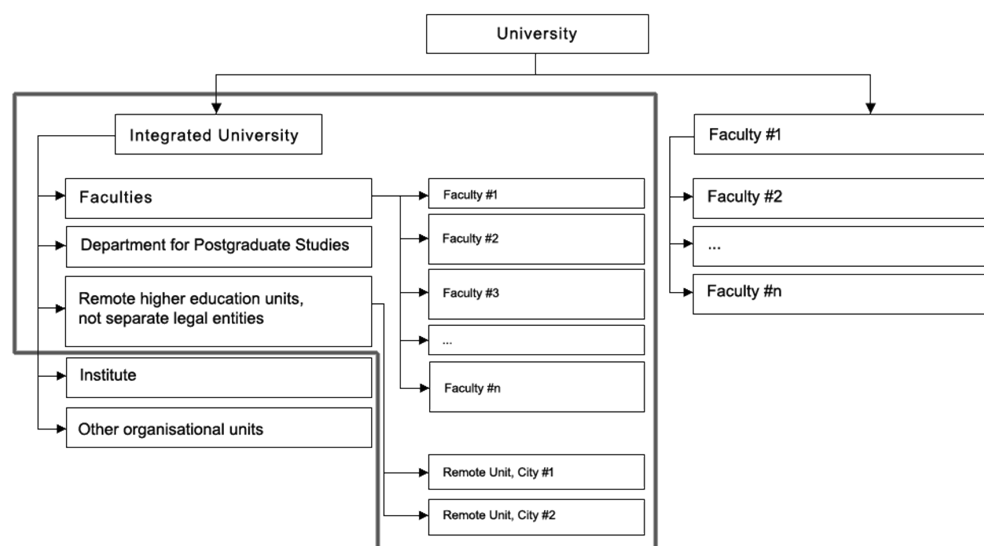 University
Integrated University
Faculties
Department for Postgraduate Studies
Remote higher education units,
not separate legal entities
Institute
Other organisational units
Faculty #1
Faculty #2
Faculty #3
...
Faculty #n
Remote Unit, City #1
Remote Unit, City #2
Faculty #1
Faculty #2
...
Faculty #n